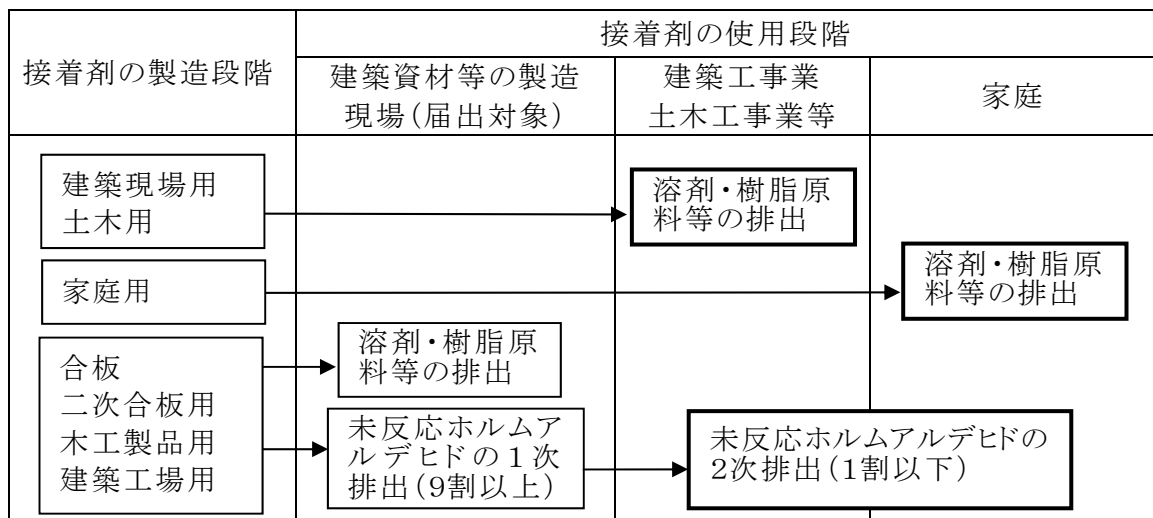 接着剤の製造段階
接着剤の使用段階
建築資材等の製造
現場(届出対象)
建築工事業
土木工事業等
家庭
建築現場用
土木用
溶剤・樹脂原
料等の排出
家庭用
溶剤・樹脂原
料等の排出
合板
二次合板用
木工製品用
建築工場用
溶剤・樹脂原
料等の排出
未反応ホルムア
ルデヒドの1次
排出(9割以上)
未反応ホルムアルデヒドの
2次排出(1割以下)